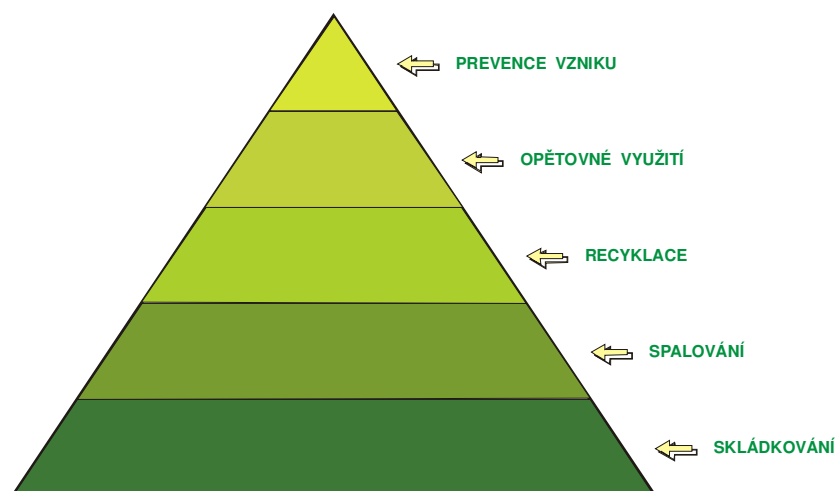 PREVENCE VZNIKU
OPĚTOVNÉ VYUŽITÍ
RECYKLACE
SPALOVÁNÍ
SKLÁDKOVÁNÍ